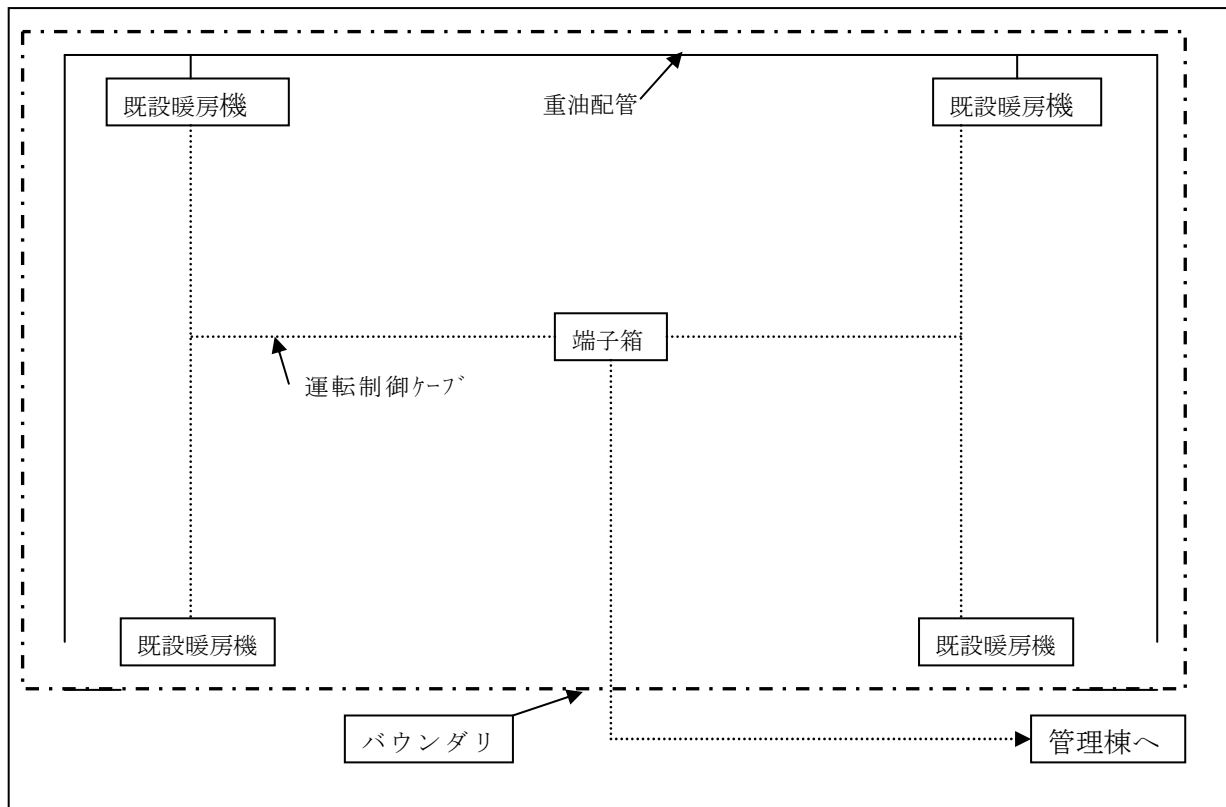 既設暖房機
重油配管
既設暖房機
端子箱
運転制御ｹｰﾌﾞ
既設暖房機
既設暖房機
バウンダリ
管理棟へ